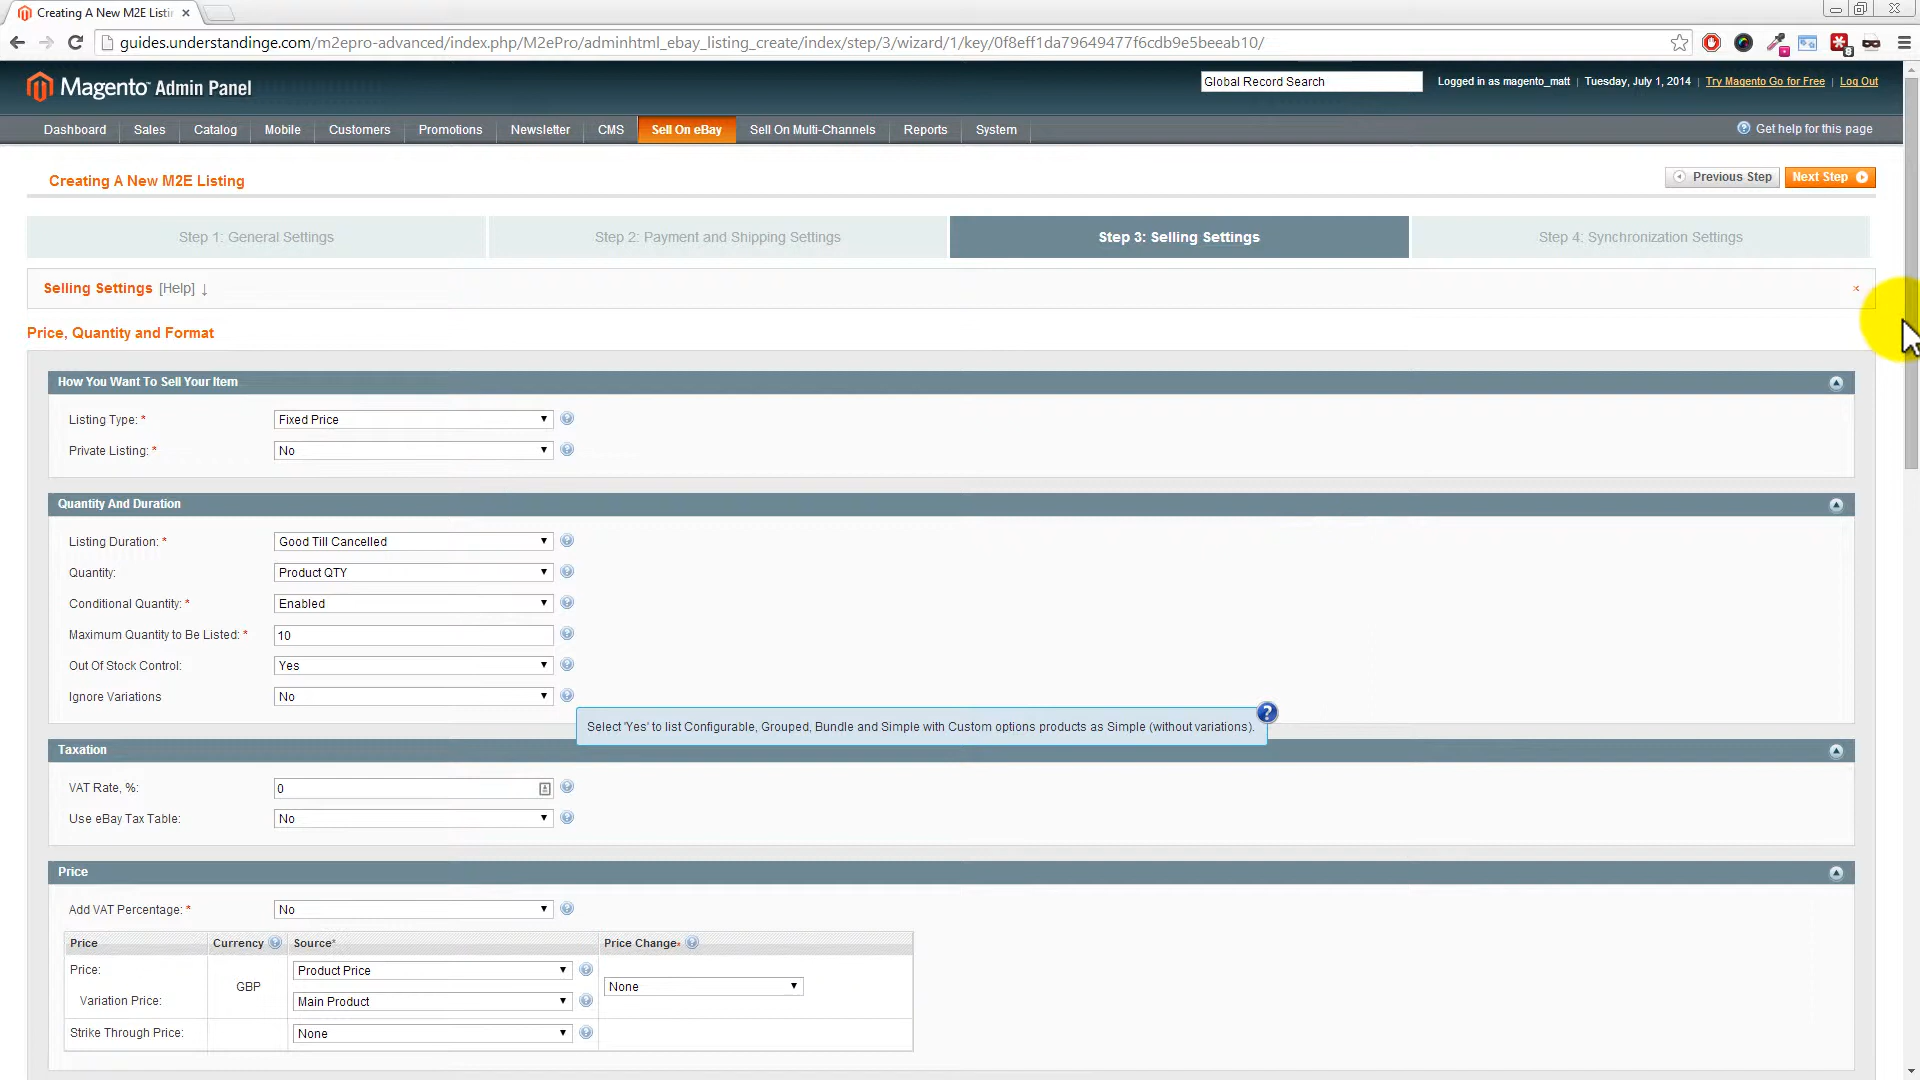 Creating A New M2E Listin
guides.understandinge.com/m2epro-advanced/index.php/M2ePro/adminhtml_ebay_listing_create/index/step/3/wizard/1/key/0f8eff1da79649477f6cdb9e5beeab10/
8
Magento™ Admin Panel
Global Record Search
Logged in as magento_matt | Tuesday, July 1, 2014 | Try Magento Go for Free | Log Out
Dashboard Sales Catalog Mobile Customers Promotions Newsletter CMS Sell On eBay Sell On Multi-Channels Reports System
Get help for this page
Creating A New M2E Listing
Previous Step Next Step
Step 1: General Settings Step 2: Payment and Shipping Settings Step 3: Selling Settings Step 4: Synchronization Settings
Selling Settings [Help] ↓
Price, Quantity and Format
How You Want To Sell Your Item
Listing Type: * Fixed Price
Private Listing: * No
Quantity And Duration
Listing Duration: * Good Till Cancelled
Quantity: Product QTY
Conditional Quantity: * Enabled
Maximum Quantity to Be Listed: * 10
Out Of Stock Control: Yes
Ignore Variations No
Select 'Yes' to list Configurable, Grouped, Bundle and Simple with Custom options products as Simple (without variations).
Taxation
VAT Rate, %: 0
Use eBay Tax Table: No
Price
Add VAT Percentage: * No
Price Currency Source* Price Change*
Price: Product Price
GBP None
Variation Price: Main Product
Strike Through Price: None